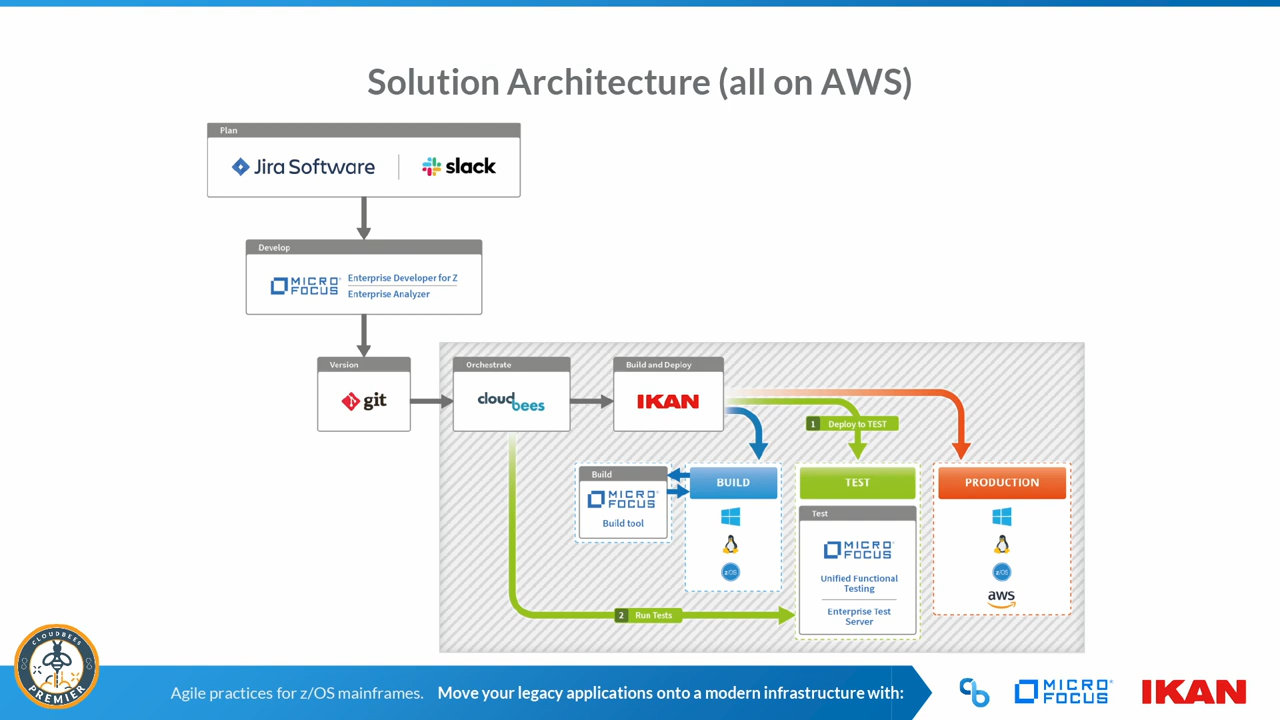 Solution Architecture (all on AWS)
Plan
Jira Software
slack
Develop
MICRO FOCUS
Enterprise Developer for Z
Enterprise Analyzer
Version
git
Orchestrate
cloudbees
Build and Deploy
IKAN
1 Deploy to TEST
Build
MICRO FOCUS
Build tool
BUILD
z/OS
TEST
Test
MICRO FOCUS
Unified Functional
Testing
Enterprise Test
Server
PRODUCTION
z/OS
aws
2 Run Tests
CLOUDBEES
PREMIER
Agile practices for z/OS mainframes. Move your legacy applications onto a modern infrastructure with:
cb
MICRO FOCUS
IKAN